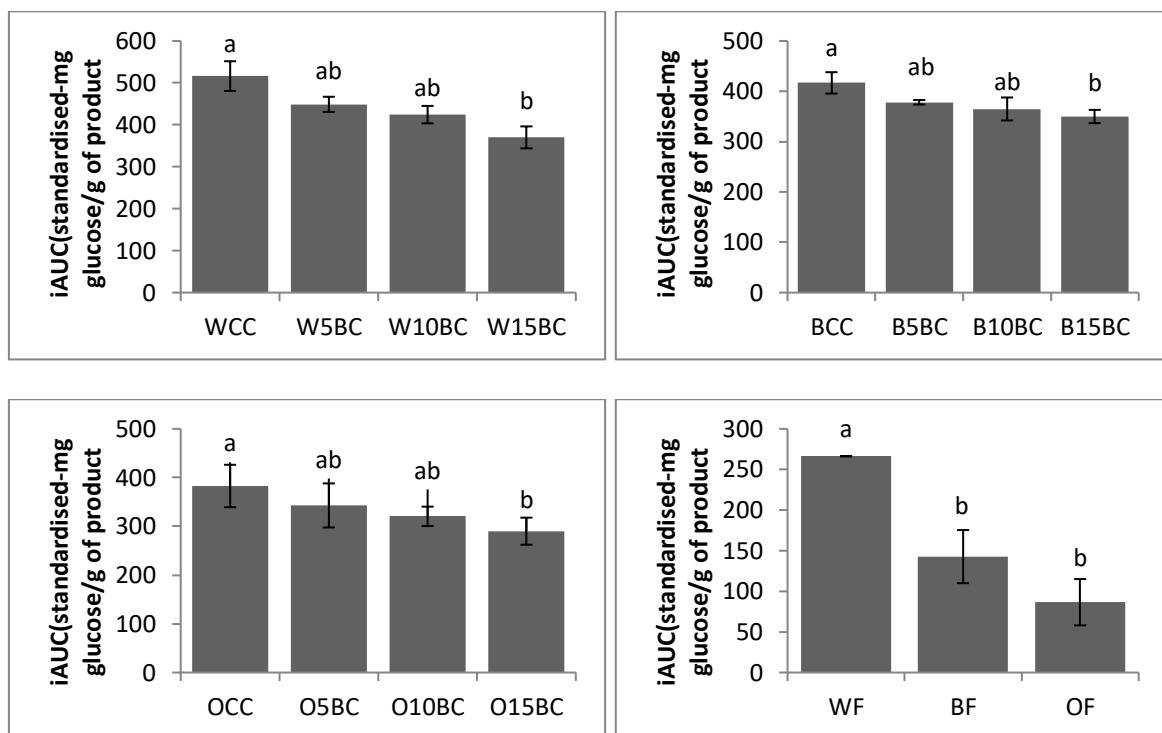 iAUC(standardised-mg
glucose/g of product
600
500
400
300
200
100
0
a
ab
ab
b
WCC W5BC W10BC W15BC
iAUC(standardised-mg
glucose/g of product
500
400
300
200
100
0
a
ab
ab
b
BCC B5BC B10BC B15BC
iAUC(standardised-mg
glucose/g of product
500
400
300
200
100
0
a
ab
ab
b
OCC O5BC O10BC O15BC
iAUC(standardised-mg
glucose/g of product
300
250
200
150
100
50
0
a
b
b
WF BF OF